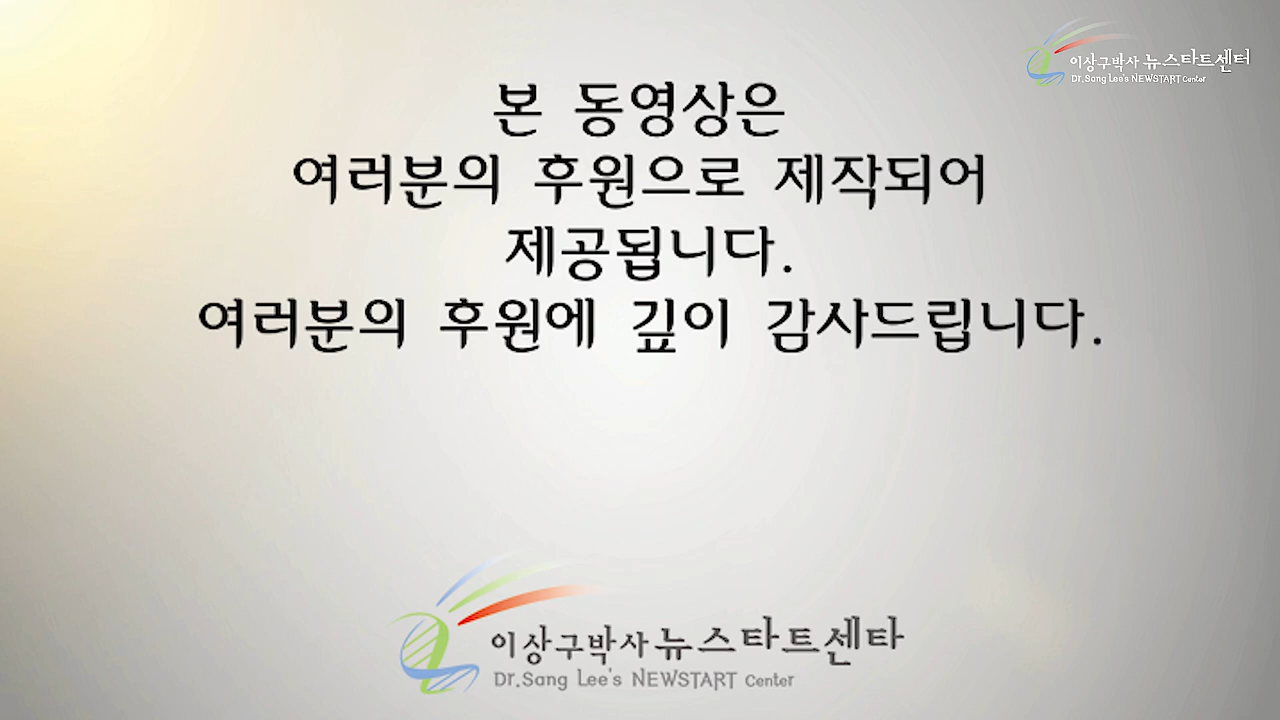 이상구박사 뉴스타트센터
Dr.Sang Lee's NEWSTART Center
본 동영상은
여러분의 후원으로 제작되어
제공됩니다.
여러분의 후원에 깊이 감사드립니다.
이상구박사 뉴스타트센타
Dr.Sang Lee's NEWSTART Center